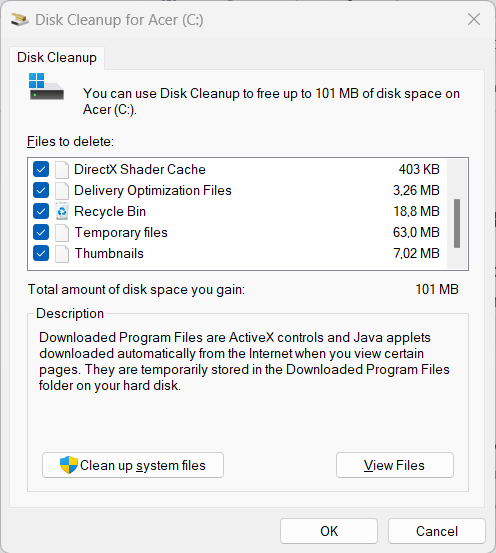 Disk Cleanup for Acer (C:)
Disk Cleanup
You can use Disk Cleanup to free up to 101 MB of disk space on
Acer (C:).
Files to delete:
DirectX Shader Cache 403 KB
Delivery Optimization Files 3,26 MB
Recycle Bin 18,8 MB
Temporary files 63,0 MB
Thumbnails 7,02 MB
Total amount of disk space you gain: 101 MB
Description
Downloaded Program Files are ActiveX controls and Java applets
downloaded automatically from the Internet when you view certain
pages. They are temporarily stored in the Downloaded Program Files
folder on your hard disk.
Clean up system files View Files
OK Cancel